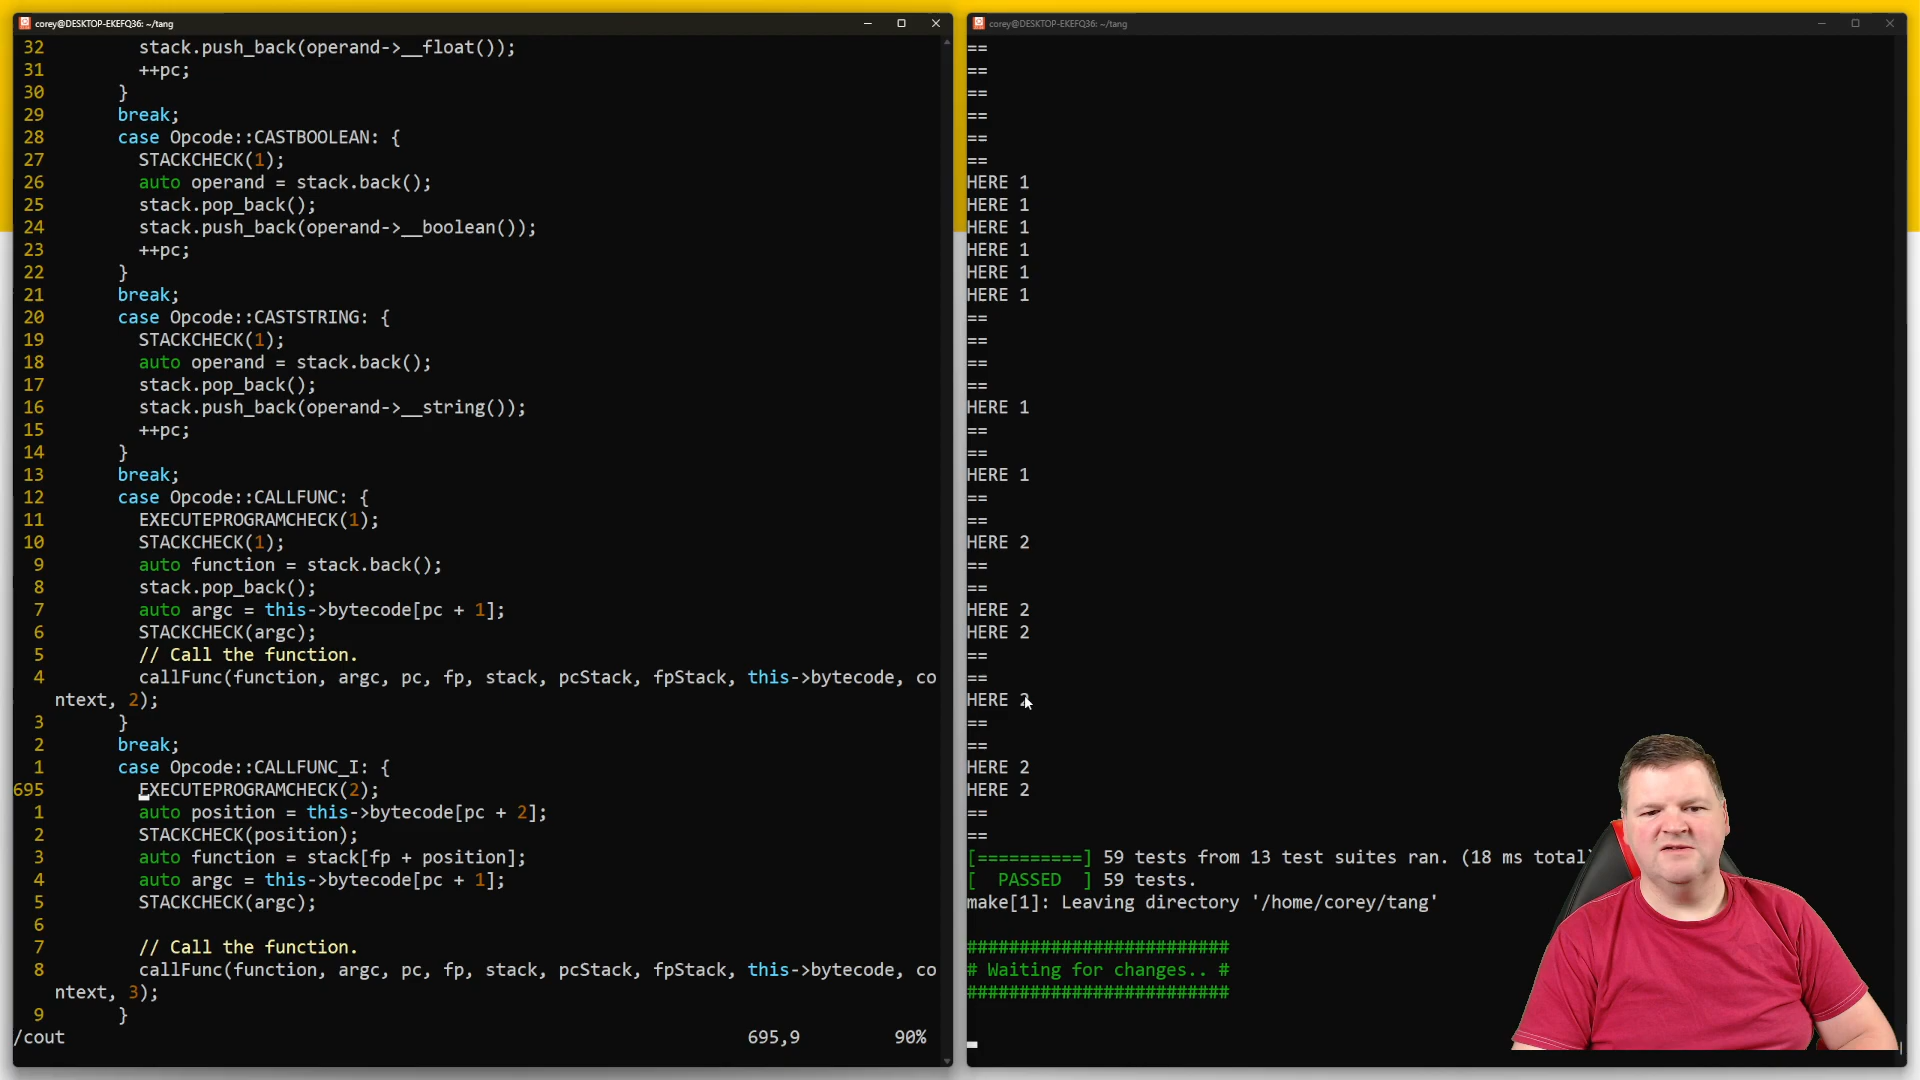 corey@DESKTOP-EKEFQ36: ~/tang
32 stack.push_back(operand->__float());
31 ++pc;
30 }
29 break;
28 case Opcode::CASTBOOLEAN: {
27 STACKCHECK(1);
26 auto operand = stack.back();
25 stack.pop_back();
24 stack.push_back(operand->__boolean());
23 ++pc;
22 }
21 break;
20 case Opcode::CASTSTRING: {
19 STACKCHECK(1);
18 auto operand = stack.back();
17 stack.pop_back();
16 stack.push_back(operand->__string());
15 ++pc;
14 }
13 break;
12 case Opcode::CALLFUNC: {
11 EXECUTEPROGRAMCHECK(1);
10 STACKCHECK(1);
9 auto function = stack.back();
8 stack.pop_back();
7 auto argc = this->bytecode[pc + 1];
6 STACKCHECK(argc);
5 // Call the function.
4 callFunc(function, argc, pc, fp, stack, pcStack, fpStack, this->bytecode, co
ntext, 2);
3 }
2 break;
1 case Opcode::CALLFUNC_I: {
695 EXECUTEPROGRAMCHECK(2);
1 auto position = this->bytecode[pc + 2];
2 STACKCHECK(position);
3 auto function = stack[fp + position];
4 auto argc = this->bytecode[pc + 1];
5 STACKCHECK(argc);
6
7 // Call the function.
8 callFunc(function, argc, pc, fp, stack, pcStack, fpStack, this->bytecode, co
ntext, 3);
9 }
/cout 695,9 90%
corey@DESKTOP-EKEFQ36: ~/tang
==
==
==
==
==
==
HERE 1
HERE 1
HERE 1
HERE 1
HERE 1
HERE 1
==
==
==
==
HERE 1
==
==
HERE 1
==
==
HERE 2
==
==
HERE 2
HERE 2
==
==
HERE 2
==
==
HERE 2
HERE 2
==
==
[==========] 59 tests from 13 test suites ran. (18 ms total)
[ PASSED ] 59 tests.
make[1]: Leaving directory '/home/corey/tang'
#########################
# Waiting for changes.. #
#########################